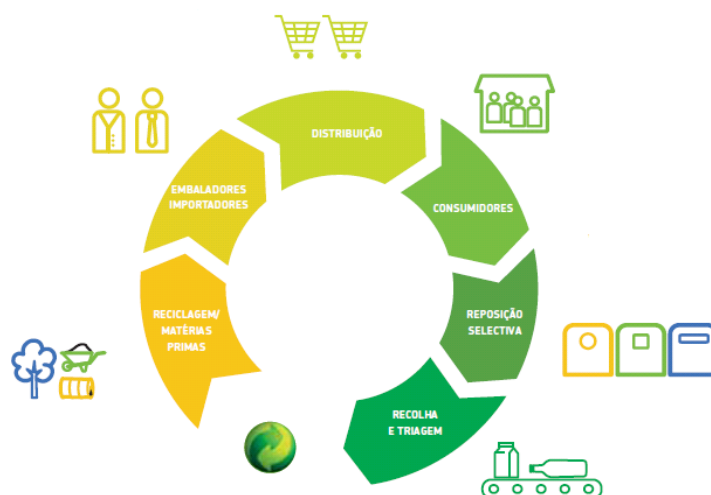 DISTRIBUIÇÃO
CONSUMIDORES
REPOSIÇÃO
SELECTIVA
RECOLHA
E TRIAGEM
RECICLAGEM/
MATÉRIAS
PRIMAS
EMBALADORES
IMPORTADORES